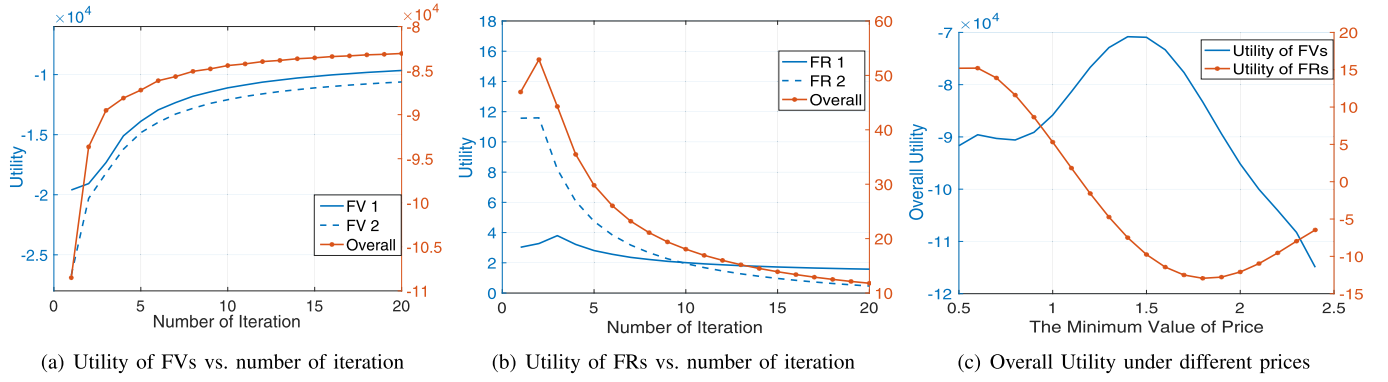 ×10⁴
-1
-1.5
-2
-2.5
Utility
×10⁴
-8
-8.5
-9
-9.5
-10
-10.5
-11
FV 1
FV 2
Overall
0 5 10 15 20
Number of Iteration
(a) Utility of FVs vs. number of iteration
18
16
14
12
10
8
6
4
2
0
Utility
60
50
40
30
20
10
FR 1
FR 2
Overall
0 5 10 15 20
Number of Iteration
(b) Utility of FRs vs. number of iteration
×10⁴
-7
-8
-9
-10
-11
-12
Overall Utility
20
15
10
5
0
-5
-10
-15
Utility of FVs
Utility of FRs
0.5 1 1.5 2 2.5
The Minimum Value of Price
(c) Overall Utility under different prices